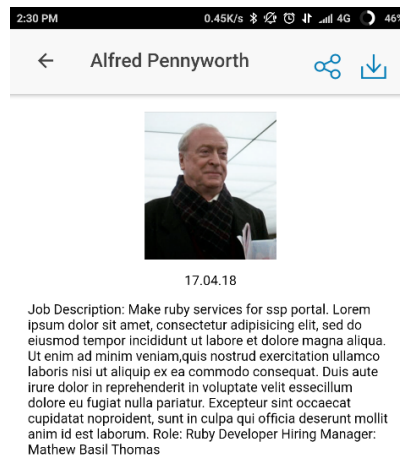 2:30 PM 0.45K/s 4G 46%
Alfred Pennyworth
17.04.18
Job Description: Make ruby services for ssp portal. Lorem
ipsum dolor sit amet, consectetur adipisicing elit, sed do
eiusmod tempor incididunt ut labore et dolore magna aliqua.
Ut enim ad minim veniam,quis nostrud exercitation ullamco
laboris nisi ut aliquip ex ea commodo consequat. Duis aute
irure dolor in reprehenderit in voluptate velit essecillum
dolore eu fugiat nulla pariatur. Excepteur sint occaecat
cupidatat noproident, sunt in culpa qui officia deserunt mollit
anim id est laborum. Role: Ruby Developer Hiring Manager:
Mathew Basil Thomas